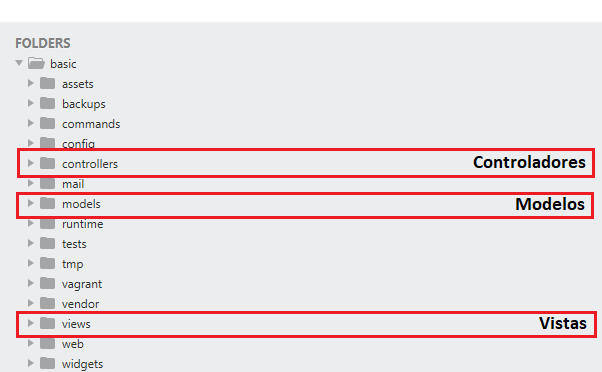 FOLDERS
basic
assets
backups
commands
config
controllers Controladores
mail
models Modelos
runtime
tests
tmp
vagrant
vendor
views Vistas
web
widgets